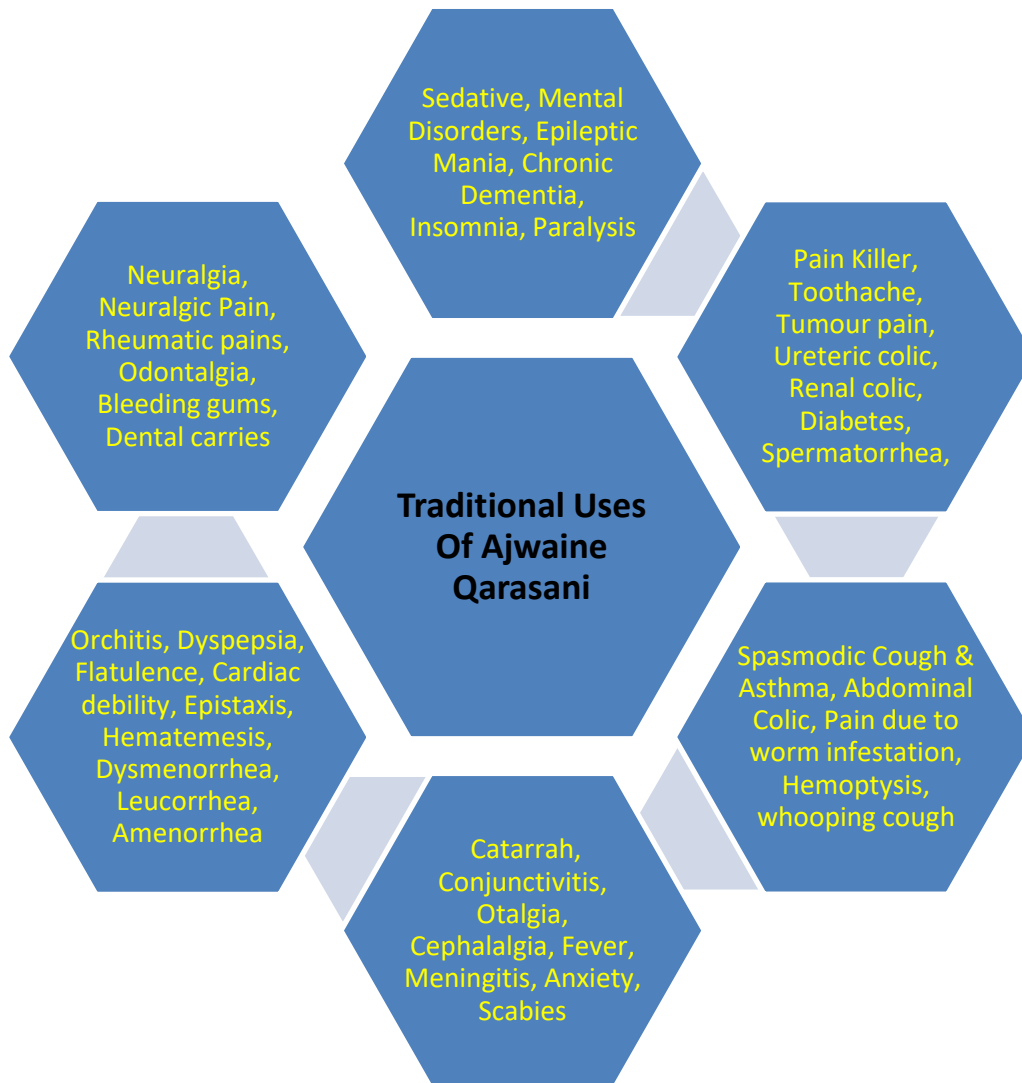 Sedative, Mental
Disorders, Epileptic
Mania, Chronic
Dementia,
Insomnia, Paralysis
Pain Killer,
Toothache,
Tumour pain,
Ureteric colic,
Renal colic,
Diabetes,
Spermatorrhea,
Spasmodic Cough &
Asthma, Abdominal
Colic, Pain due to
worm infestation,
Hemoptysis,
whooping cough
Catarrah,
Conjunctivitis,
Otalgia,
Cephalalgia, Fever,
Meningitis, Anxiety,
Scabies
Orchitis, Dyspepsia,
Flatulence, Cardiac
debility, Epistaxis,
Hematemesis,
Dysmenorrhea,
Leucorrhea,
Amenorrhea
Neuralgia,
Neuralgic Pain,
Rheumatic pains,
Odontalgia,
Bleeding gums,
Dental carries
Traditional Uses
Of Ajwaine
Qarasani